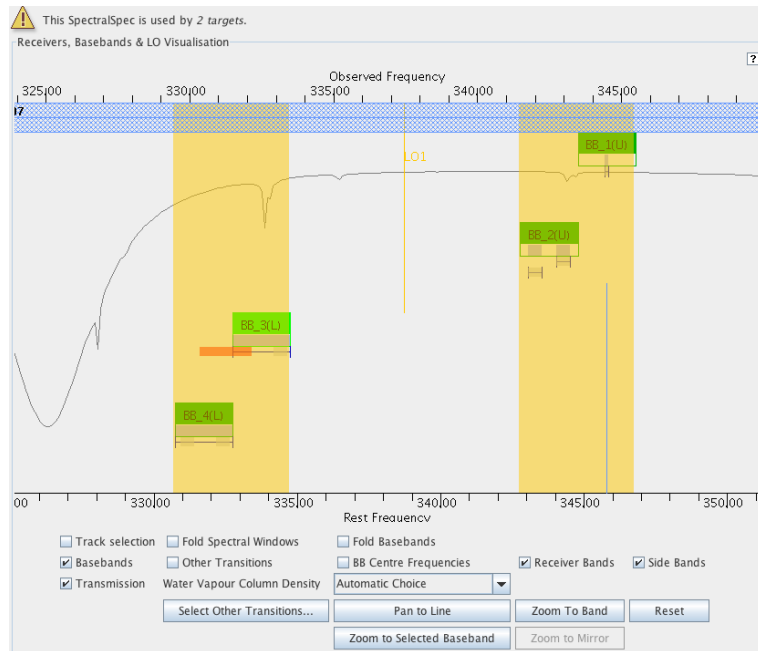 This SpectralSpec is used by 2 targets.
Receivers, Basebands & LO Visualisation
?
Observed Frequency
325|00 330|00 335|00 340|00 345|00
7
BB_1(U)
LO1
BB_2(U)
BB_3(L)
BB_4(L)
00 330|00 335|00 340|00 345|00 350|00
Rest Frequency
Track selection Fold Spectral Windows Fold Basebands
Basebands Other Transitions BB Centre Frequencies Receiver Bands Side Bands
Transmission Water Vapour Column Density Automatic Choice
Select Other Transitions... Pan to Line Zoom To Band Reset
Zoom to Selected Baseband Zoom to Mirror